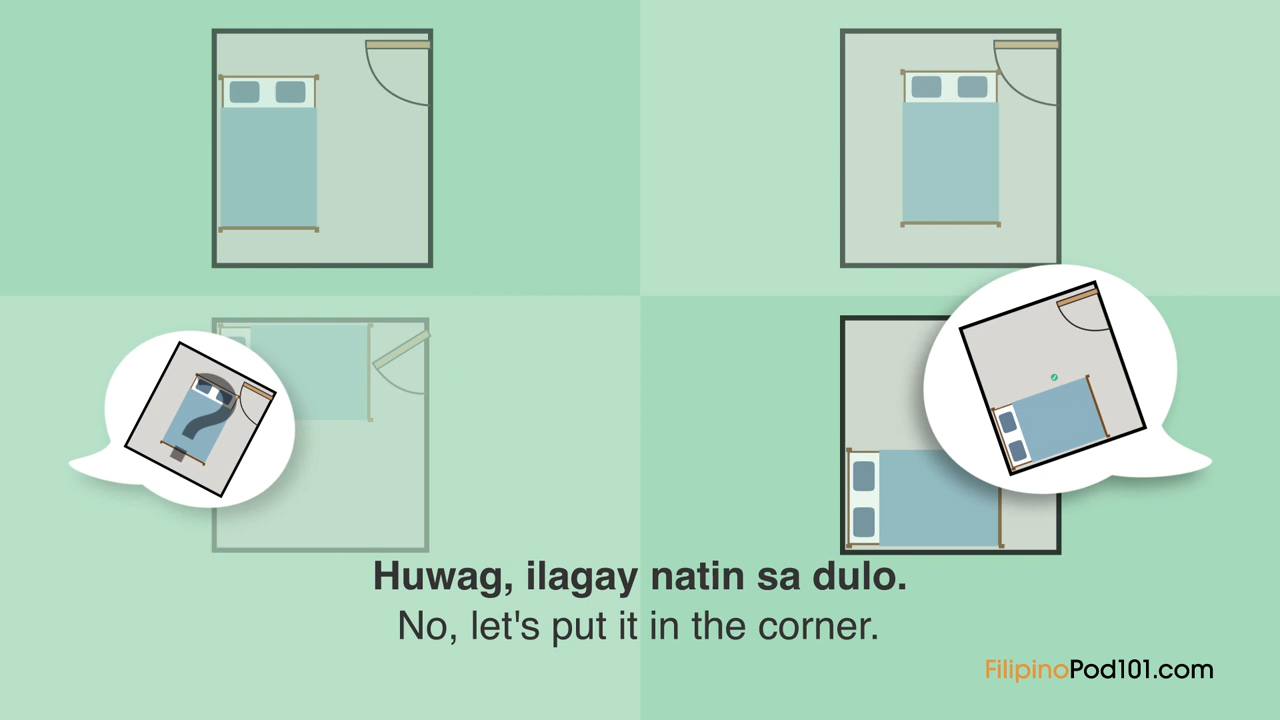 ?
Huwag, ilagay natin sa dulo.
No, let's put it in the corner.
FilipinoPod101.com